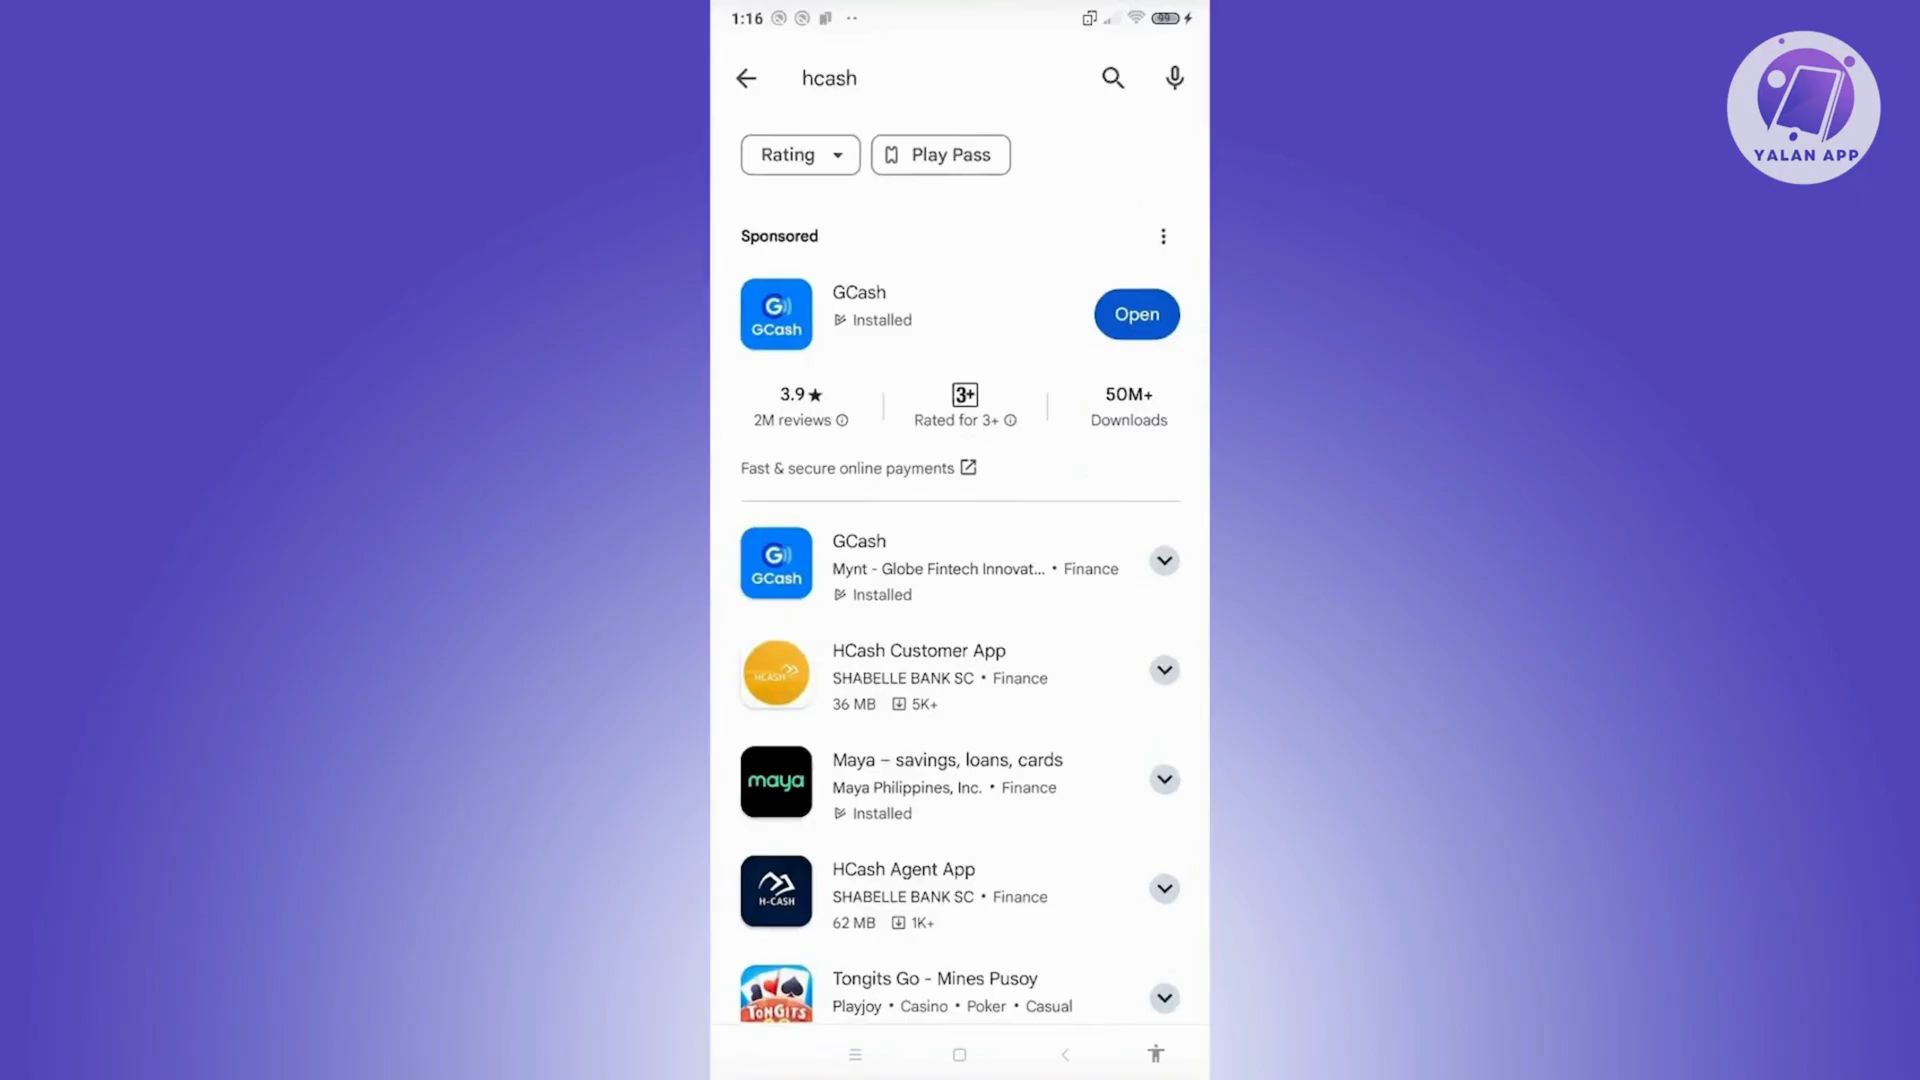 1:16
99
hcash
Rating
Play Pass
Sponsored
GCash
Installed
G
GCash
Open
3.9★
2M reviews
3+
Rated for 3+
50M+
Downloads
Fast & secure online payments
G
GCash
GCash
Mynt - Globe Fintech Innovat... • Finance
Installed
HCASH
HCash Customer App
SHABELLE BANK SC • Finance
36 MB 5K+
maya
Maya – savings, loans, cards
Maya Philippines, Inc. • Finance
Installed
H-CASH
HCash Agent App
SHABELLE BANK SC • Finance
62 MB 1K+
TONGITS
Tongits Go - Mines Pusoy
Playjoy • Casino • Poker • Casual
YALAN APP